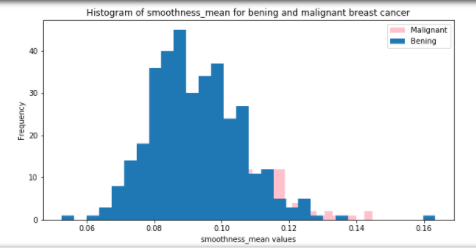 Histogram of smoothness_mean for bening and malignant breast cancer
Malignant
Bening
Frequency
40
30
20
10
0
0.06 0.08 0.10 0.12 0.14 0.16
smoothness_mean values